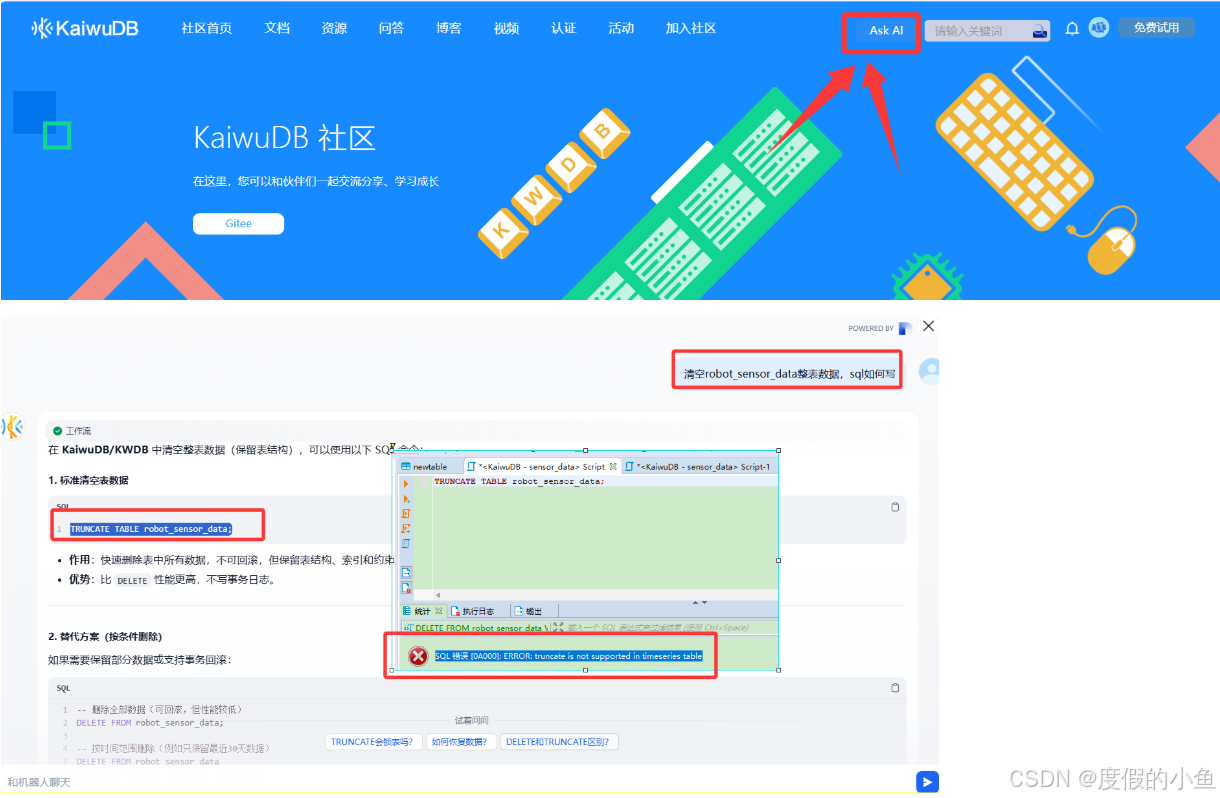 KaiwuDB 社区首页 文档 资源 问答 博客 视频 认证 活动 加入社区 Ask AI 请输入关键词 免费试用
KaiwuDB 社区
在这里，您可以和伙伴们一起交流分享、学习成长
Gitee
K W D B
POWERED BY
清空robot_sensor_data整表数据，sql如何写
工作流
在 KaiwuDB/KWDB 中清空整表数据（保留表结构），可以使用以下 SQL
1. 标准清空表数据
SQL
1 TRUNCATE TABLE robot_sensor_data;
• 作用：快速删除表中所有数据，不可回滚，但保留表结构、索引和约束
• 优势：比 DELETE 性能更高，不写事务日志。
newtable *<KaiwuDB - sensor_data> Script *<KaiwuDB - sensor_data> Script-1
TRUNCATE TABLE robot_sensor_data;
统计 执行日志 输出
DELETE FROM robot_sensor_data 输入一个 SQL 表达式来过滤结果 (使用 Ctrl+Space)
SQL 错误 [0A000]: ERROR: truncate is not supported in timeseries table
2. 替代方案（按条件删除）
如果需要保留部分数据或支持事务回滚：
SQL
1 -- 删除全部数据（可回滚，但性能较低）
2 DELETE FROM robot_sensor_data;
3
4 -- 按时间范围删除（例如只保留最近30天数据）
5 DELETE FROM robot_sensor_data
试着问问
TRUNCATE会锁表吗? 如何恢复数据? DELETE和TRUNCATE区别?
和机器人聊天
CSDN @度假的小鱼